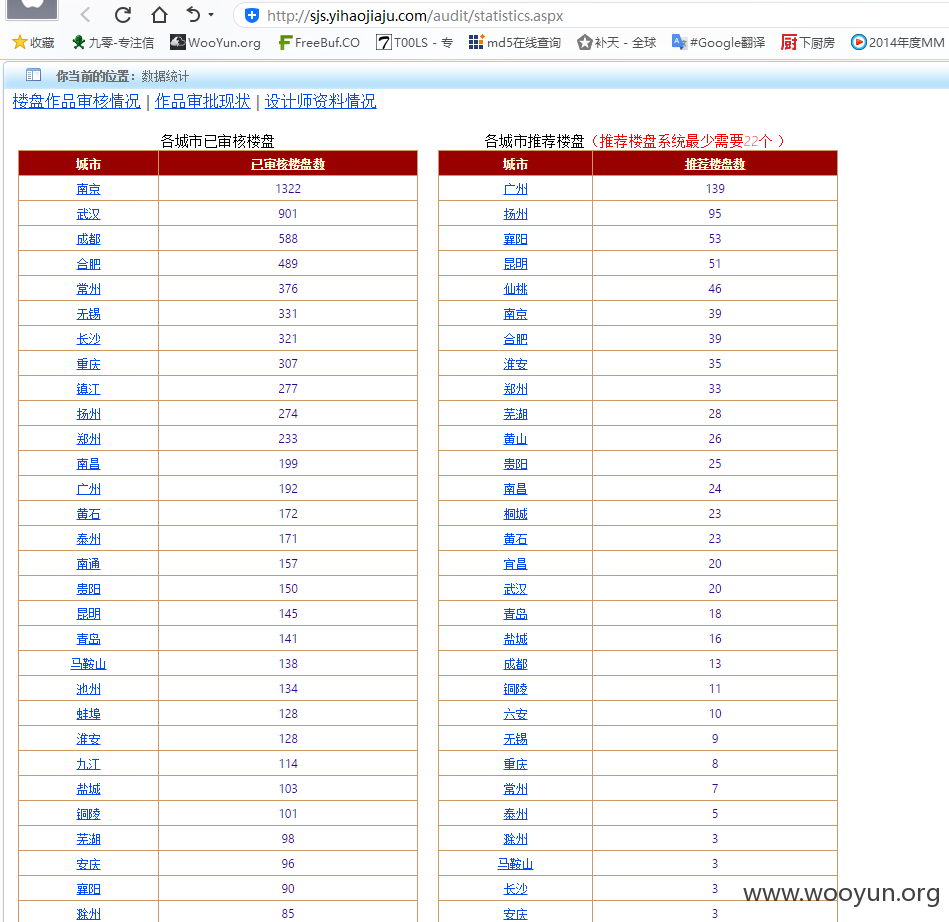 http://sjs.yihaojiaju.com/audit/statistics.aspx
收藏 九零-专注信 WooYun.org FreeBuf.CO T00LS - 专 md5在线查询 补天 - 全球 #Google翻译 下厨房 2014年度MM
你当前的位置：数据统计
楼盘作品审核情况 | 作品审批现状 | 设计师资料情况
各城市已审核楼盘 各城市推荐楼盘（推荐楼盘系统最少需要22个 ）
城市 已审核楼盘数 城市 推荐楼盘数
南京 1322 广州 139
武汉 901 扬州 95
成都 588 襄阳 53
合肥 489 昆明 51
常州 376 仙桃 46
无锡 331 南京 39
长沙 321 合肥 39
重庆 307 淮安 35
镇江 277 郑州 33
扬州 274 芜湖 28
郑州 233 黄山 26
南昌 199 贵阳 25
广州 192 南昌 24
黄石 172 桐城 23
泰州 171 黄石 23
南通 157 宜昌 20
贵阳 150 武汉 20
昆明 145 青岛 18
青岛 141 盐城 16
马鞍山 138 成都 13
池州 134 铜陵 11
蚌埠 128 六安 10
淮安 128 无锡 9
九江 114 重庆 8
盐城 103 常州 7
铜陵 101 泰州 5
芜湖 98 滁州 3
安庆 96 马鞍山 3
襄阳 90 长沙 3
滁州 85 安庆 3
www.wooyun.org